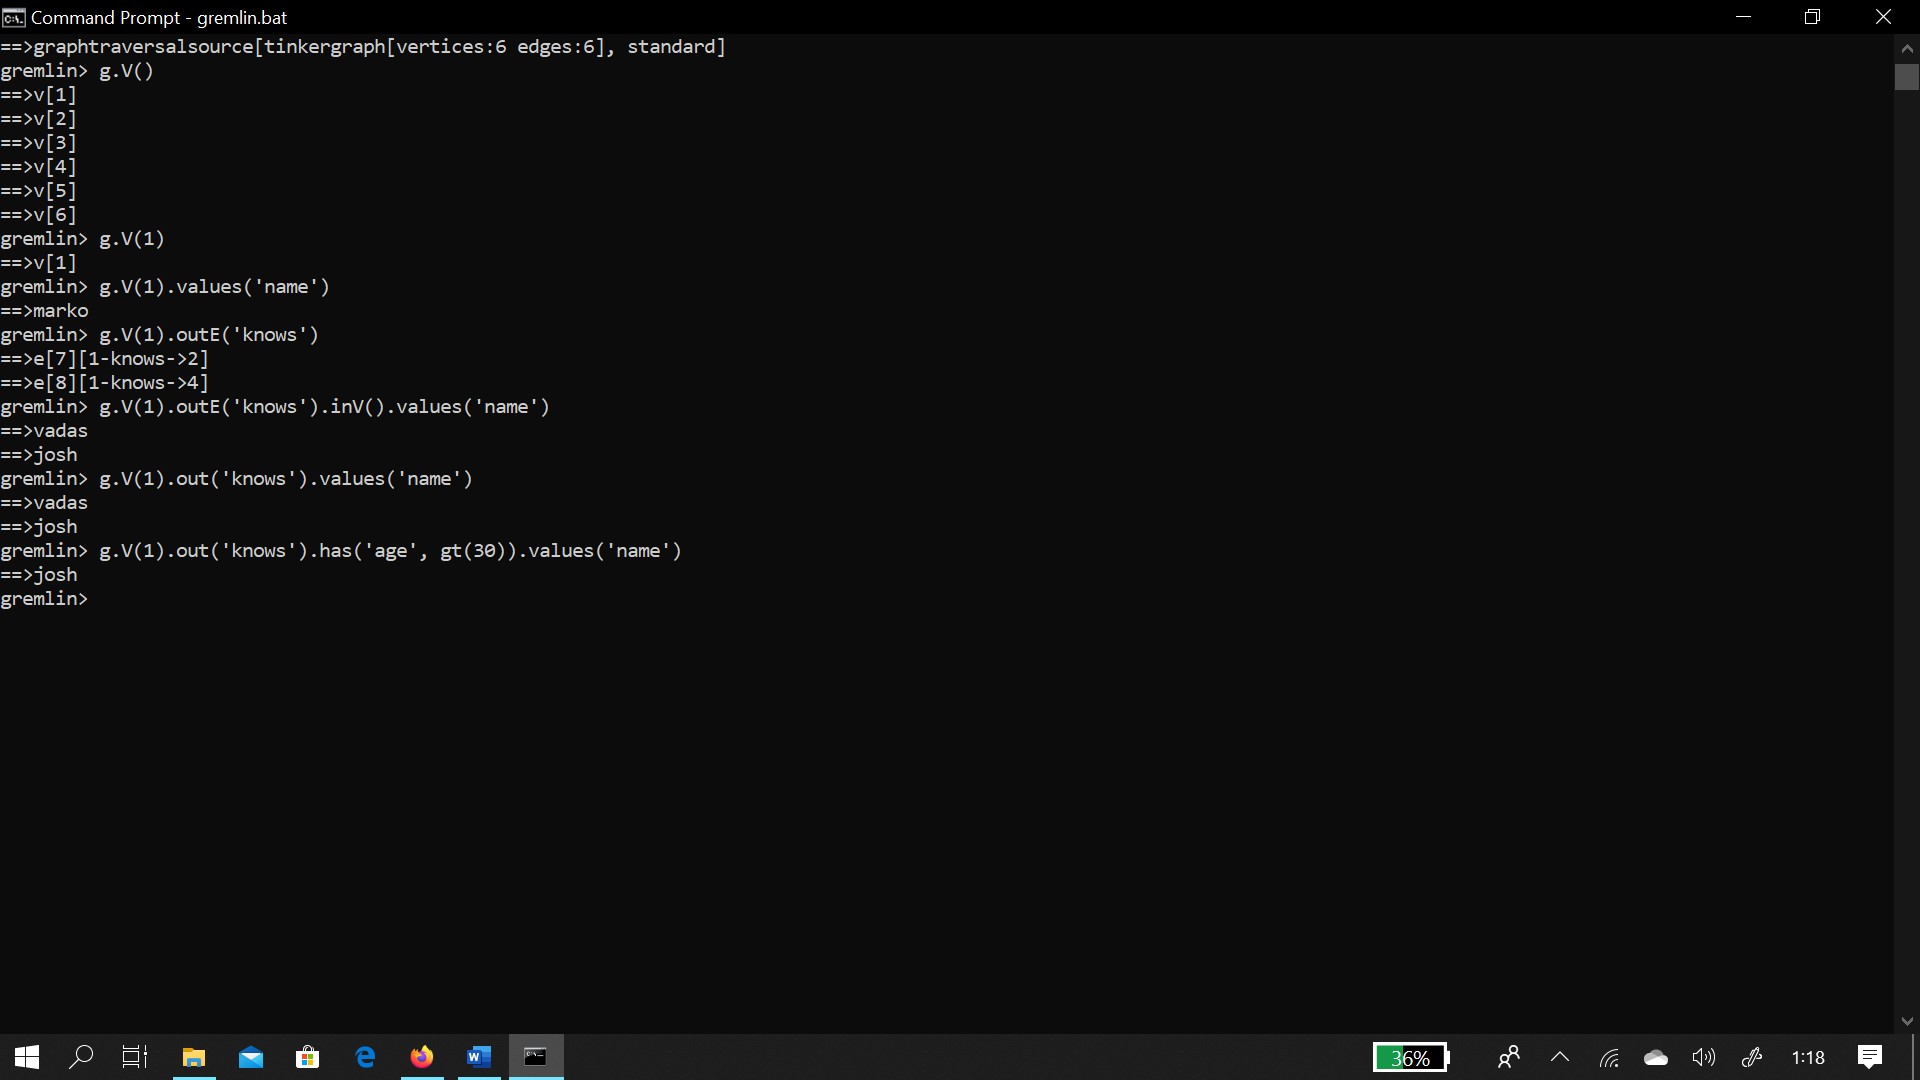 Command Prompt - gremlin.bat
==>graphtraversalsource[tinkergraph[vertices:6 edges:6], standard]
gremlin> g.V()
==>v[1]
==>v[2]
==>v[3]
==>v[4]
==>v[5]
==>v[6]
gremlin> g.V(1)
==>v[1]
gremlin> g.V(1).values('name')
==>marko
gremlin> g.V(1).outE('knows')
==>e[7][1-knows->2]
==>e[8][1-knows->4]
gremlin> g.V(1).outE('knows').inV().values('name')
==>vadas
==>josh
gremlin> g.V(1).out('knows').values('name')
==>vadas
==>josh
gremlin> g.V(1).out('knows').has('age', gt(30)).values('name')
==>josh
gremlin>
36%
1:18